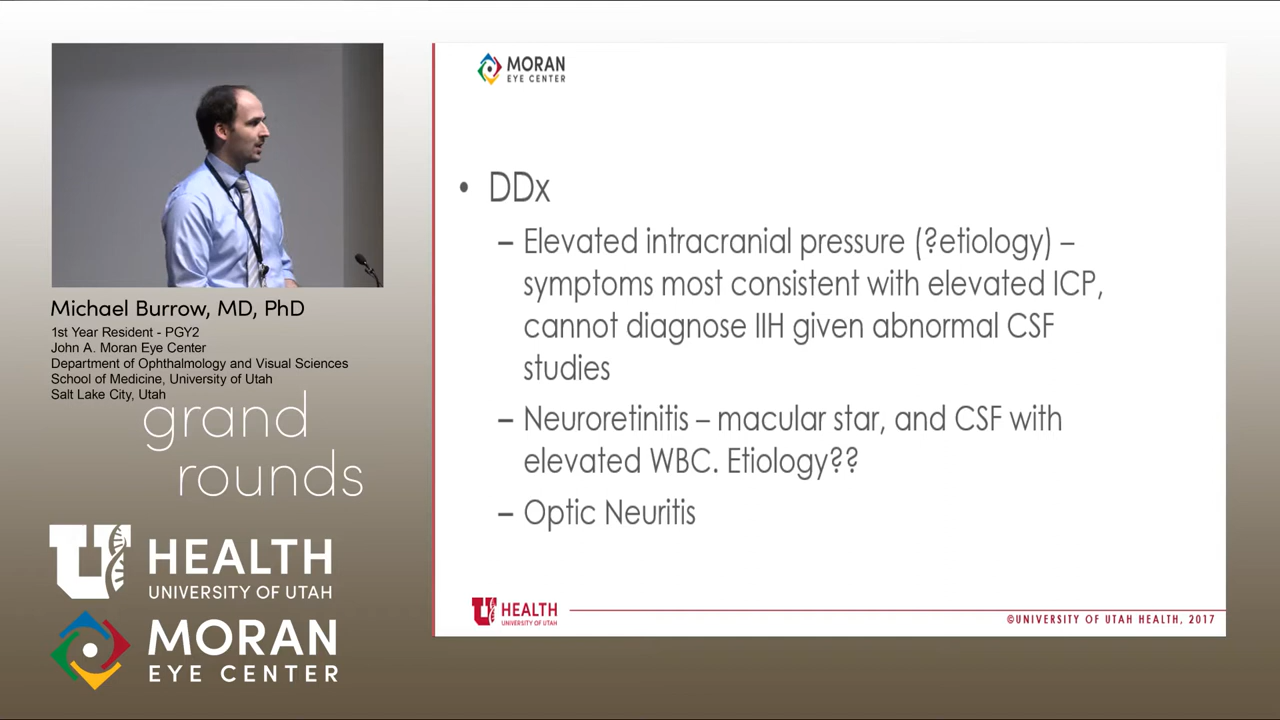 Michael Burrow, MD, PhD
1st Year Resident - PGY2
John A. Moran Eye Center
Department of Ophthalmology and Visual Sciences
School of Medicine, University of Utah
Salt Lake City, Utah
grand
rounds
U HEALTH
UNIVERSITY OF UTAH
MORAN
EYE CENTER
MORAN
EYE CENTER
• DDx
– Elevated intracranial pressure (?etiology) –
symptoms most consistent with elevated ICP,
cannot diagnose IIH given abnormal CSF
studies
– Neuroretinitis – macular star, and CSF with
elevated WBC. Etiology??
– Optic Neuritis
U HEALTH
UNIVERSITY OF UTAH
©UNIVERSITY OF UTAH HEALTH, 2017